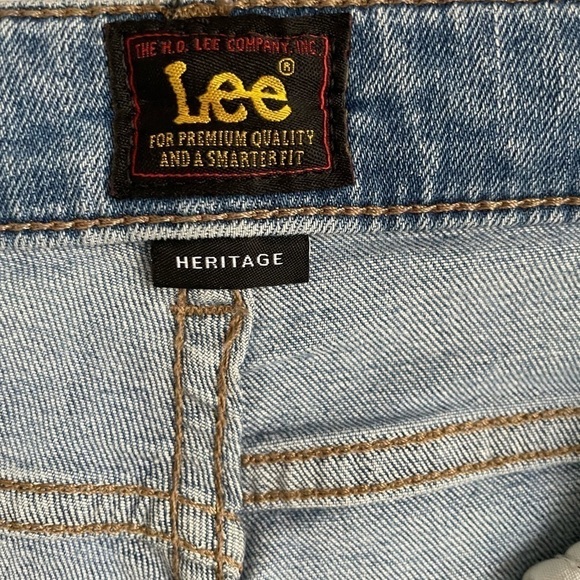 THE H.D. LEE COMPANY, INC.
Lee®
FOR PREMIUM QUALITY
AND A SMARTER FIT
HERITAGE